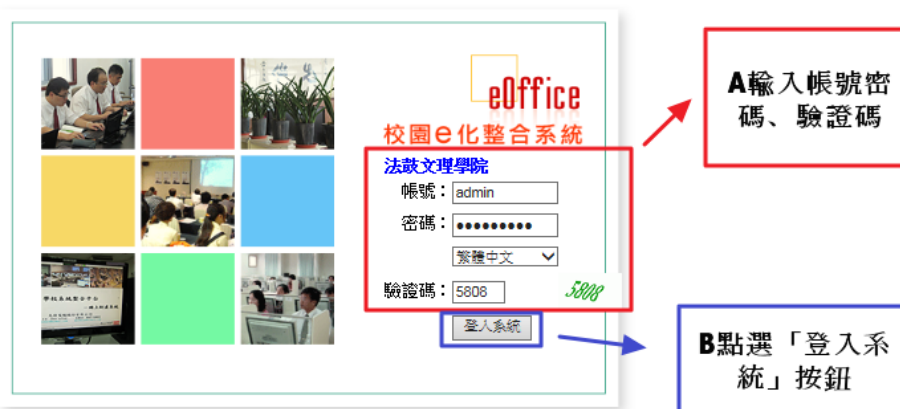 eOffice
校園e化整合系統
法鼓文理學院
帳號：admin
密碼：•••••••••
繁體中文
驗證碼：5808 5808
登入系統
A輸入帳號密
碼、驗證碼
B點選「登入系
統」按鈕